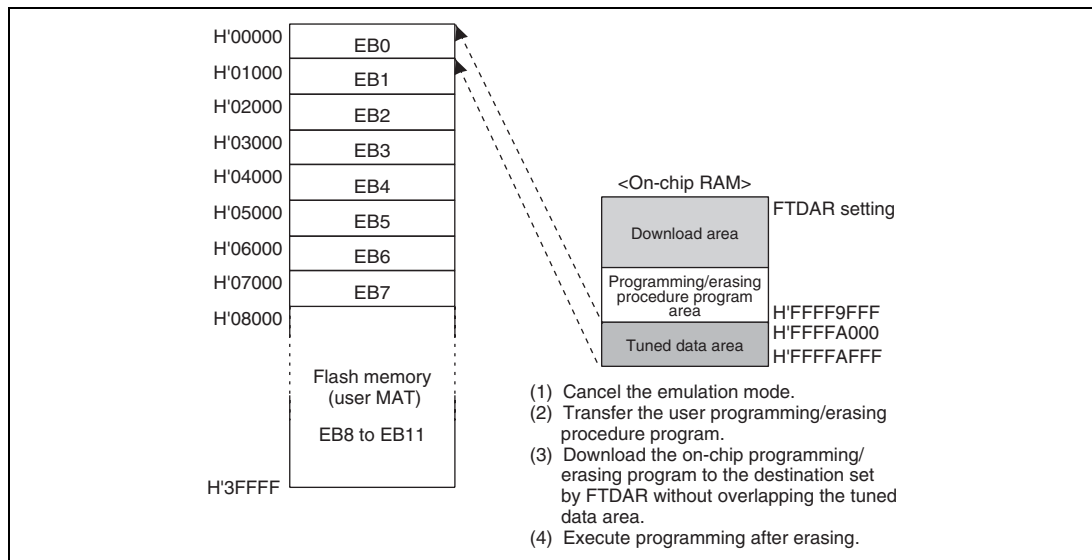 H'00000
EB0
H'01000
EB1
H'02000
EB2
H'03000
EB3
H'04000
EB4
H'05000
EB5
H'06000
EB6
H'07000
EB7
H'08000
Flash memory
(user MAT)
EB8 to EB11
H'3FFFF
<On-chip RAM>
FTDAR setting
Download area
Programming/erasing
procedure program
area
H'FFFF9FFF
H'FFFFA000
Tuned data area
H'FFFFAFFF
(1) Cancel the emulation mode.
(2) Transfer the user programming/erasing
procedure program.
(3) Download the on-chip programming/
erasing program to the destination set
by FTDAR without overlapping the tuned
data area.
(4) Execute programming after erasing.